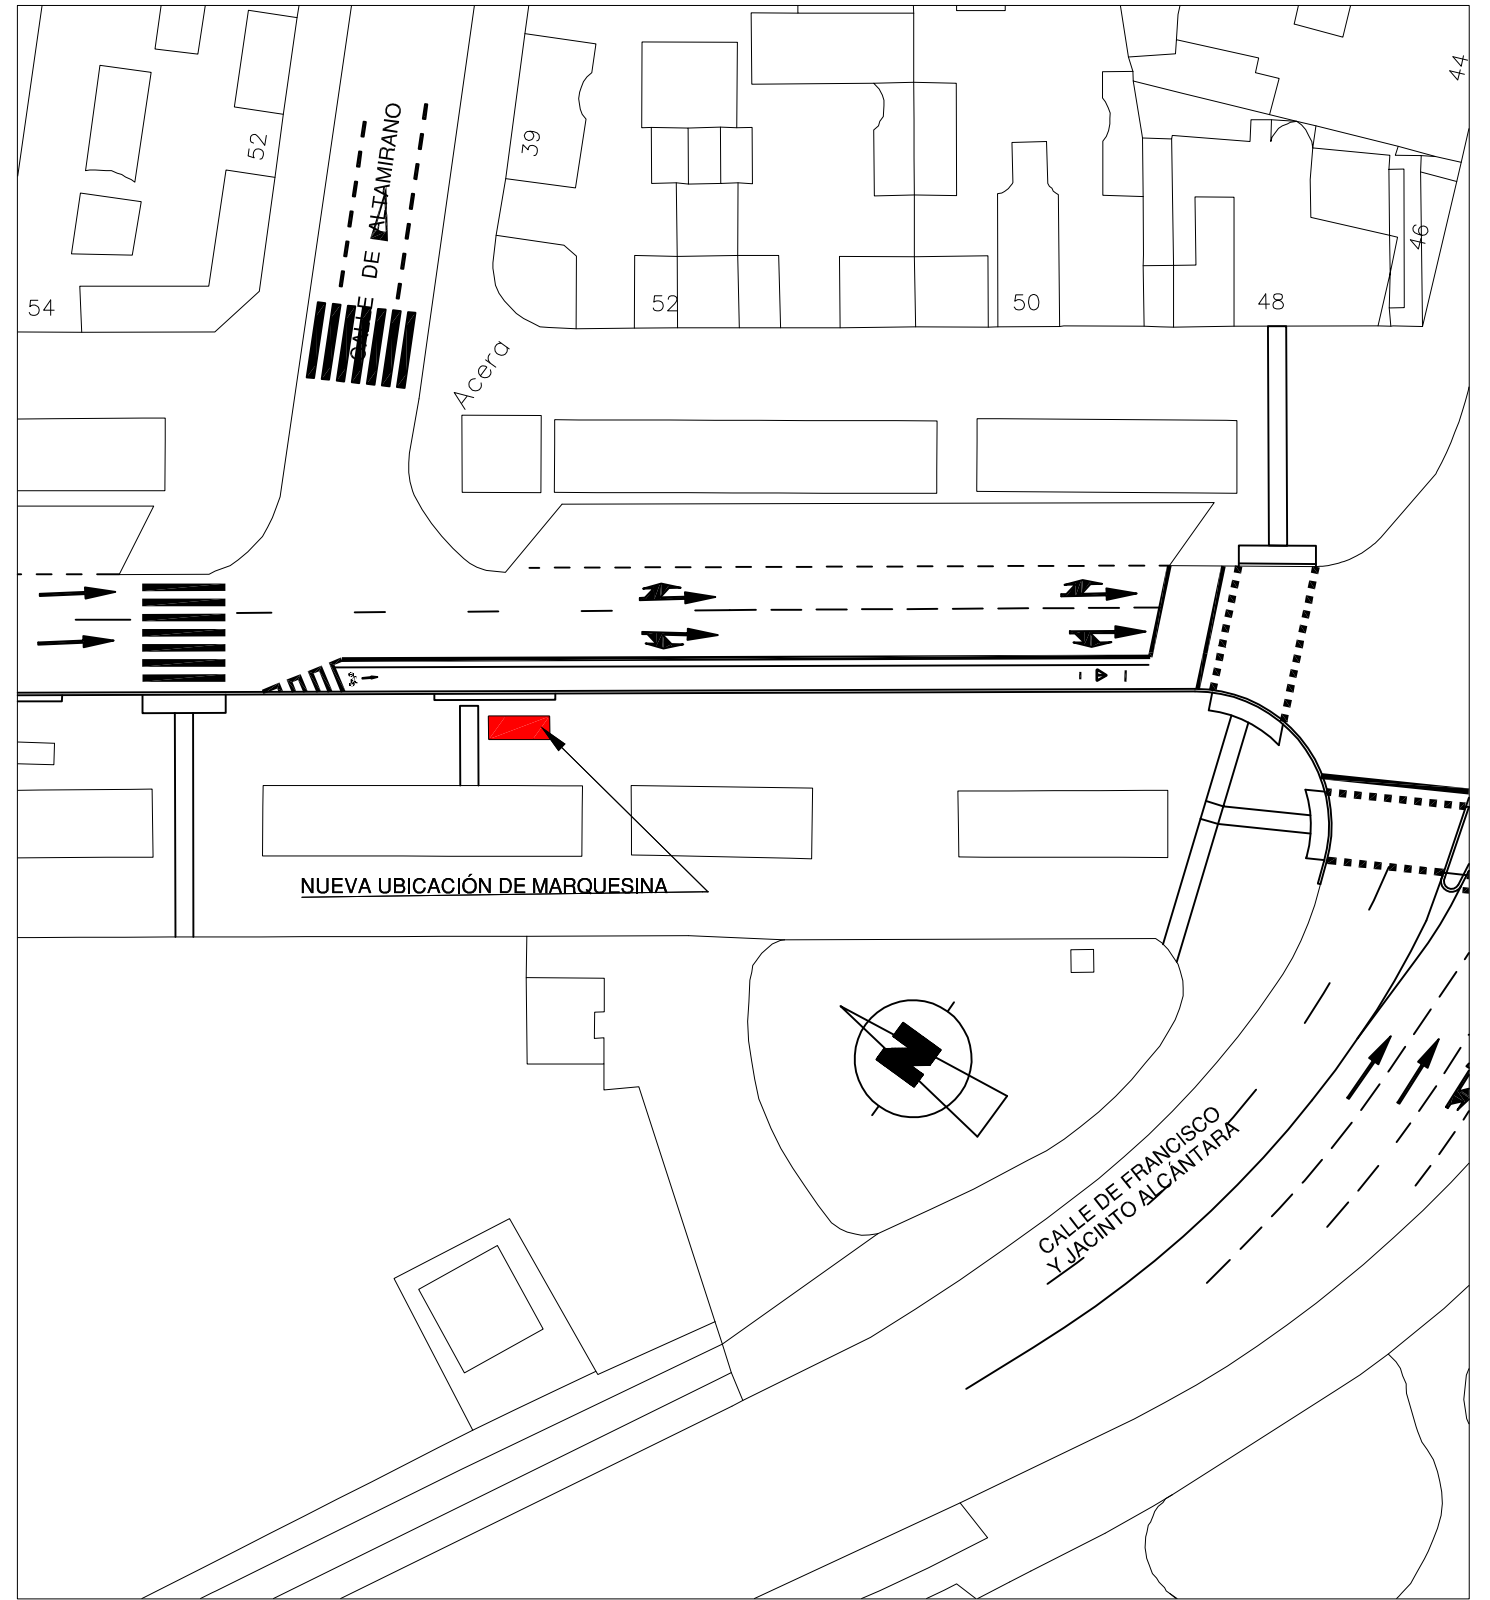 44
52
39
CALLE DE ALTAMIRANO
46
54
52
50
48
Acera
NUEVA UBICACIÓN DE MARQUESINA
N
CALLE DE FRANCISCO
Y JACINTO ALCÁNTARA